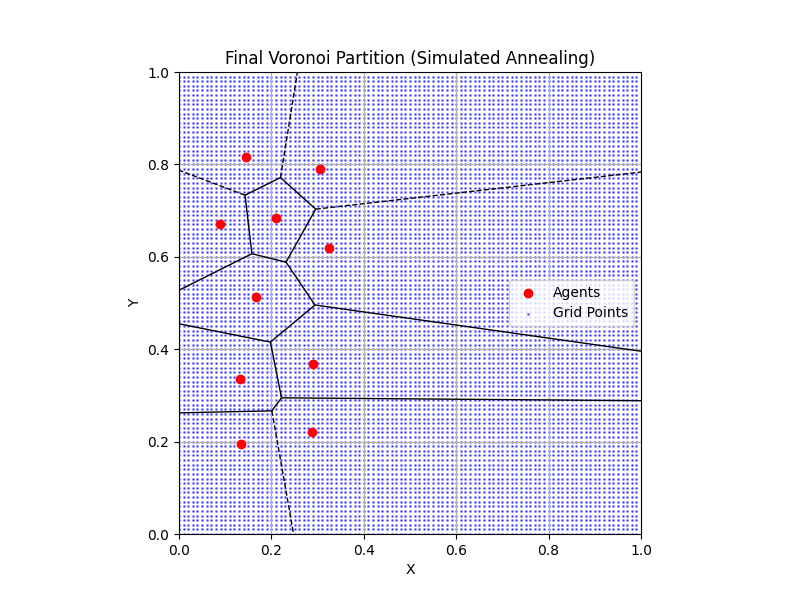 Final Voronoi Partition (Simulated Annealing)
1.0
0.8
0.6
Y
Agents
Grid Points
0.4
0.2
0.0
0.0 0.2 0.4 0.6 0.8 1.0
X